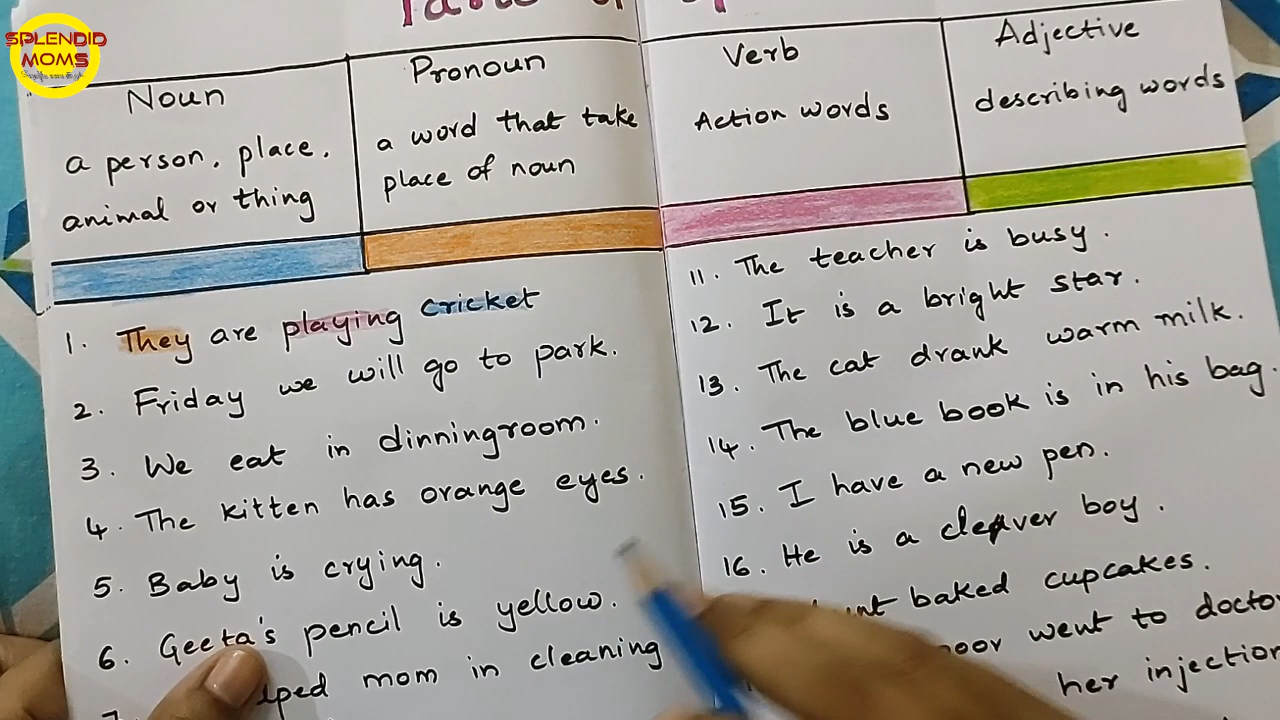 SPLENDID
MOMS
Noun
a person, place,
animal or thing
Pronoun
a word that take
place of noun
Verb
Action words
Adjective
describing words
1. They are playing cricket
2. Friday we will go to park.
3. We eat in dinningroom.
4. The kitten has orange eyes.
5. Baby is crying.
6. Geeta's pencil is yellow.
mom in cleaning
11. The teacher is busy.
12. It is a bright star.
13. The cat drank warm milk.
14. The blue book is in his bag.
15. I have a new pen.
16. He is a clever boy.
baked cupcakes.
went to
her injection